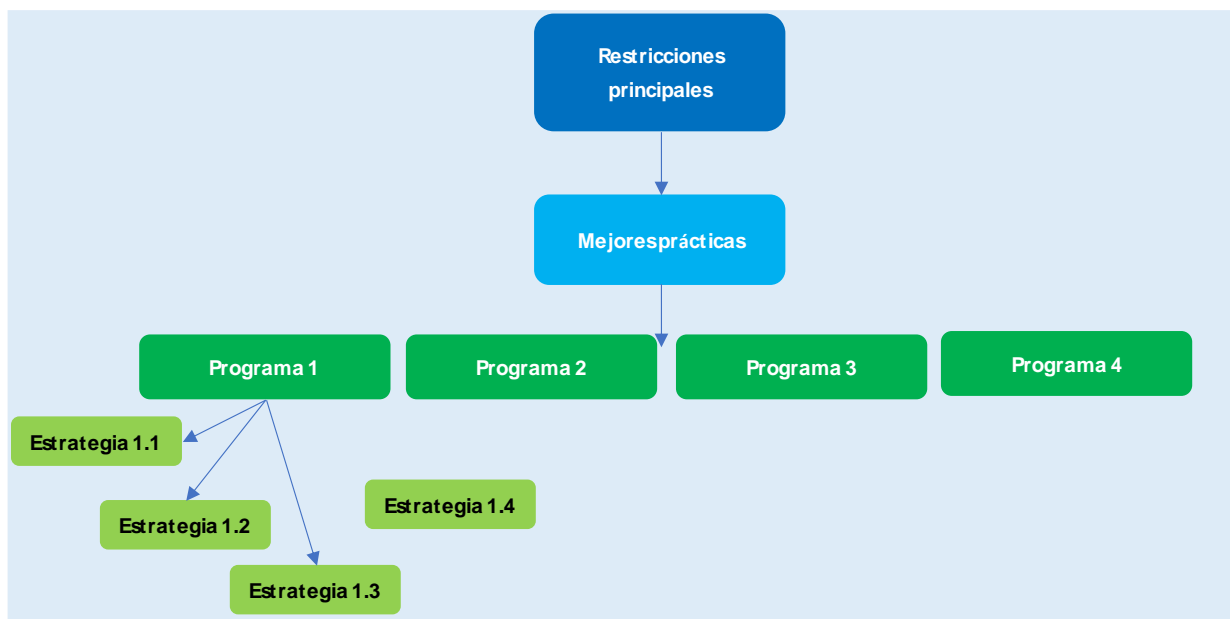 Restricciones
principales
Mejoresprácticas
Programa 1
Programa 2
Programa 3
Programa 4
Estrategia 1.1
Estrategia 1.2
Estrategia 1.3
Estrategia 1.4